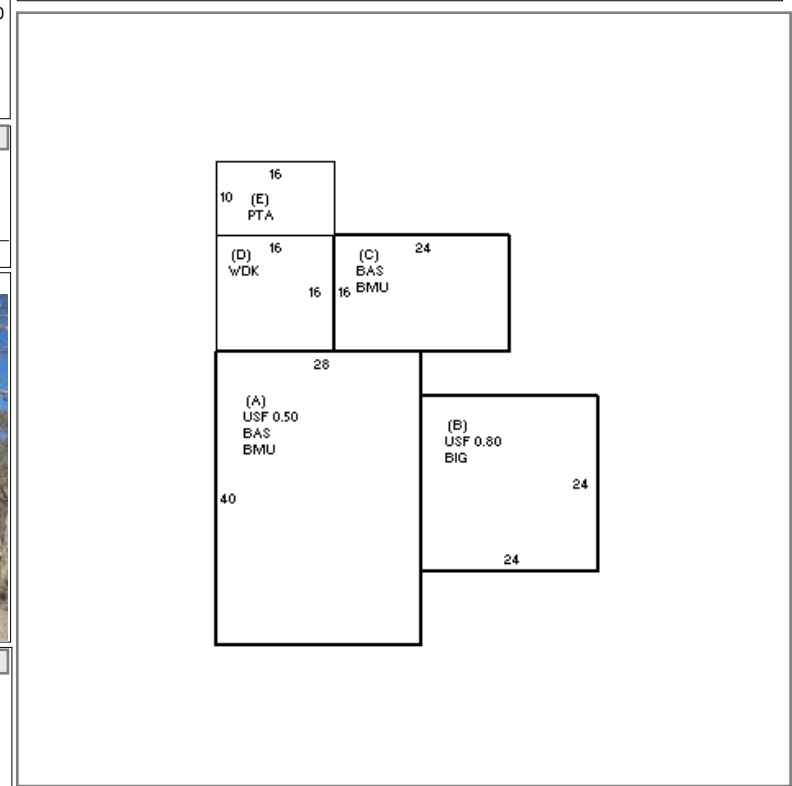 16
10
(E)
PTA
16
(D)
WDK
16
24
(C)
BAS
BMU
16
28
(A)
USF 0.50
BAS
BMU
40
(B)
USF 0.80
BIG
24
24